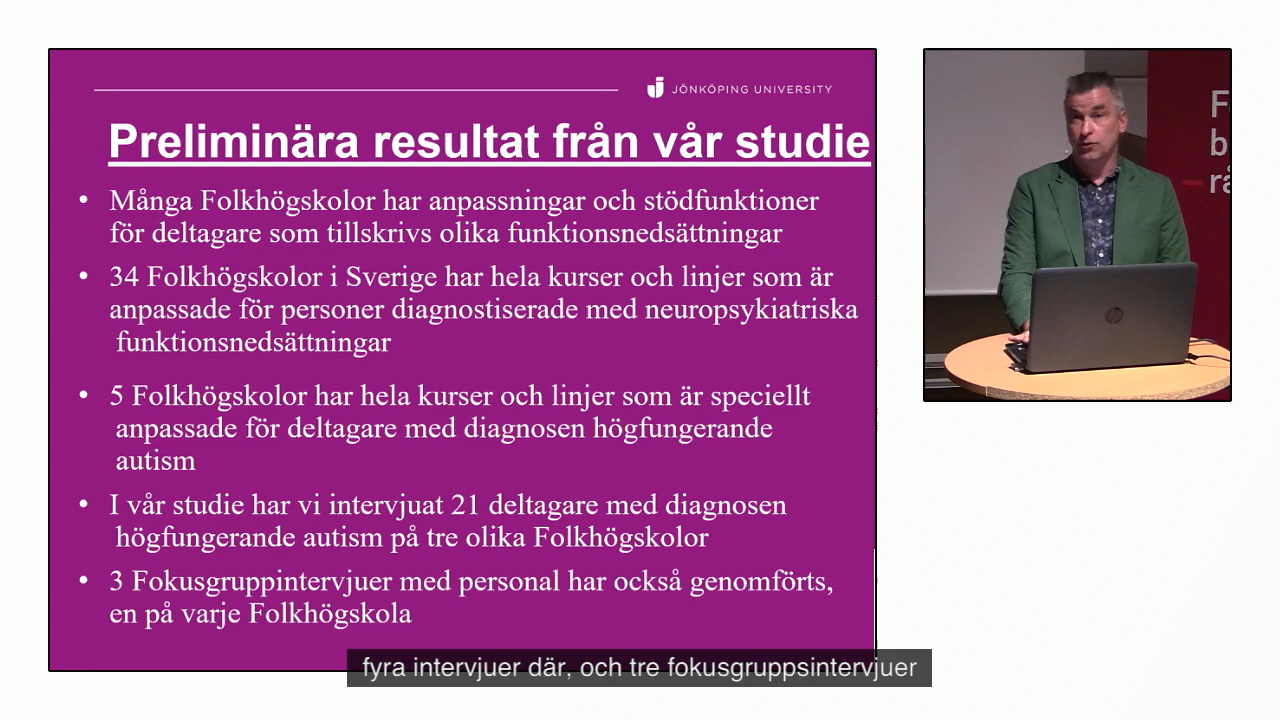 JÖNKÖPING UNIVERSITY
Preliminära resultat från vår studie
• Många Folkhögskolor har anpassningar och stödfunktioner
för deltagare som tillskrivs olika funktionsnedsättningar
• 34 Folkhögskolor i Sverige har hela kurser och linjer som är
anpassade för personer diagnostiserade med neuropsykiatriska
funktionsnedsättningar
• 5 Folkhögskolor har hela kurser och linjer som är speciellt
anpassade för deltagare med diagnosen högfungerande
autism
• I vår studie har vi intervjuat 21 deltagare med diagnosen
högfungerande autism på tre olika Folkhögskolor
• 3 Fokusgruppintervjuer med personal har också genomförts,
en på varje Folkhögskola
fyra intervjuer där, och tre fokusgruppsintervjuer
F
b
rå
hp